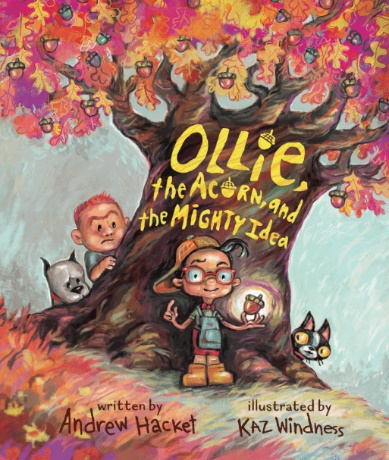 Ollie,
the Acorn, and
the Mighty Idea
written by
Andrew Hacket
illustrated by
Kaz Windness